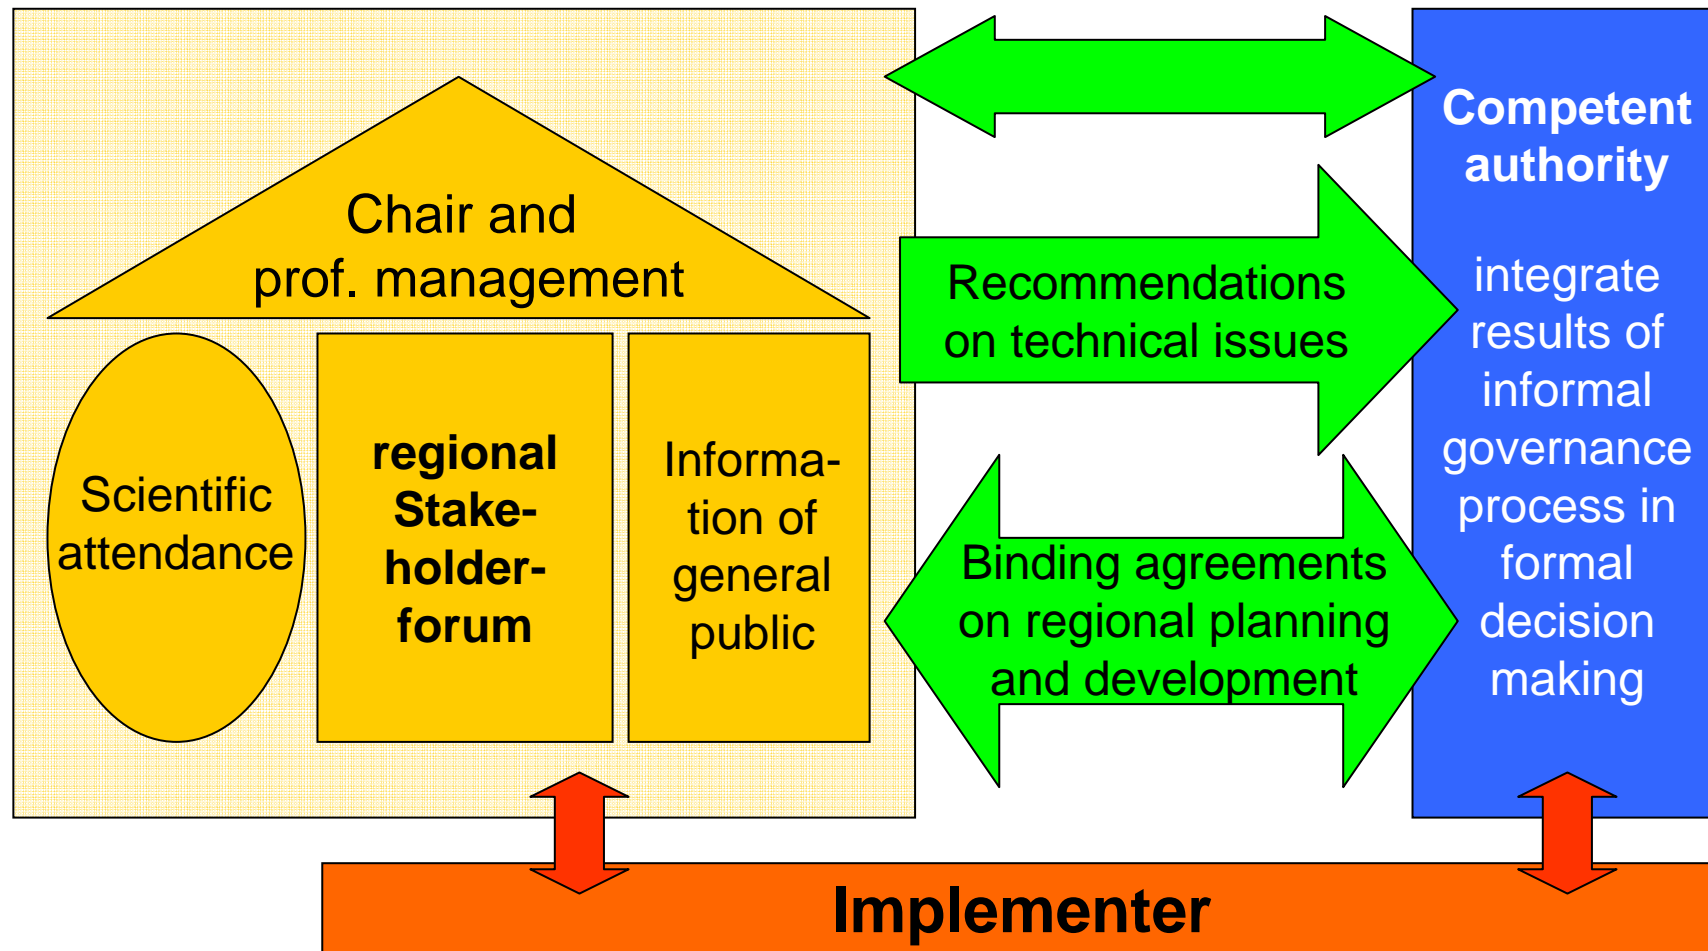 Chair and
prof. management
Scientific
attendance
regional
Stake-
holder-
forum
Informa-
tion of
general
public
Recommendations
on technical issues
Binding agreements
on regional planning
and development
Competent
authority
integrate
results of
informal
governance
process in
formal
decision
making
Implementer